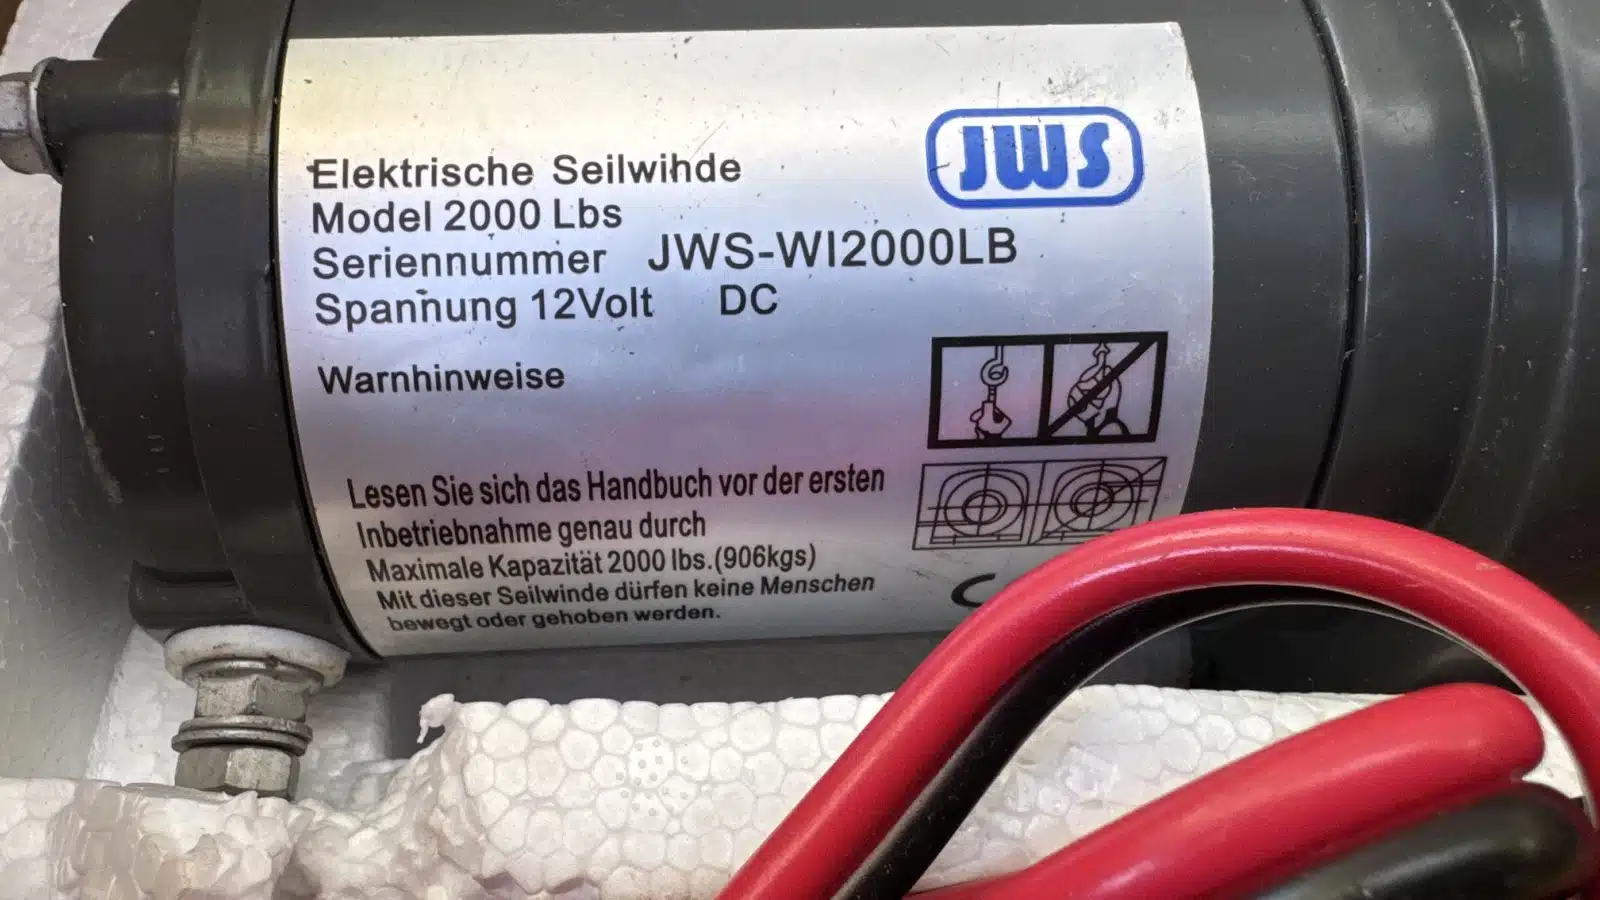 JWS
Elektrische Seilwihde
Model 2000 Lbs
Seriennummer JWS-WI2000LB
Spannung 12Volt DC
Warnhinweise
Lesen Sie sich das Handbuch vor der ersten
Inbetriebnahme genau durch
Maximale Kapazität 2000 lbs.(906kgs)
Mit dieser Seilwinde dürfen keine Menschen
bewegt oder gehoben werden.